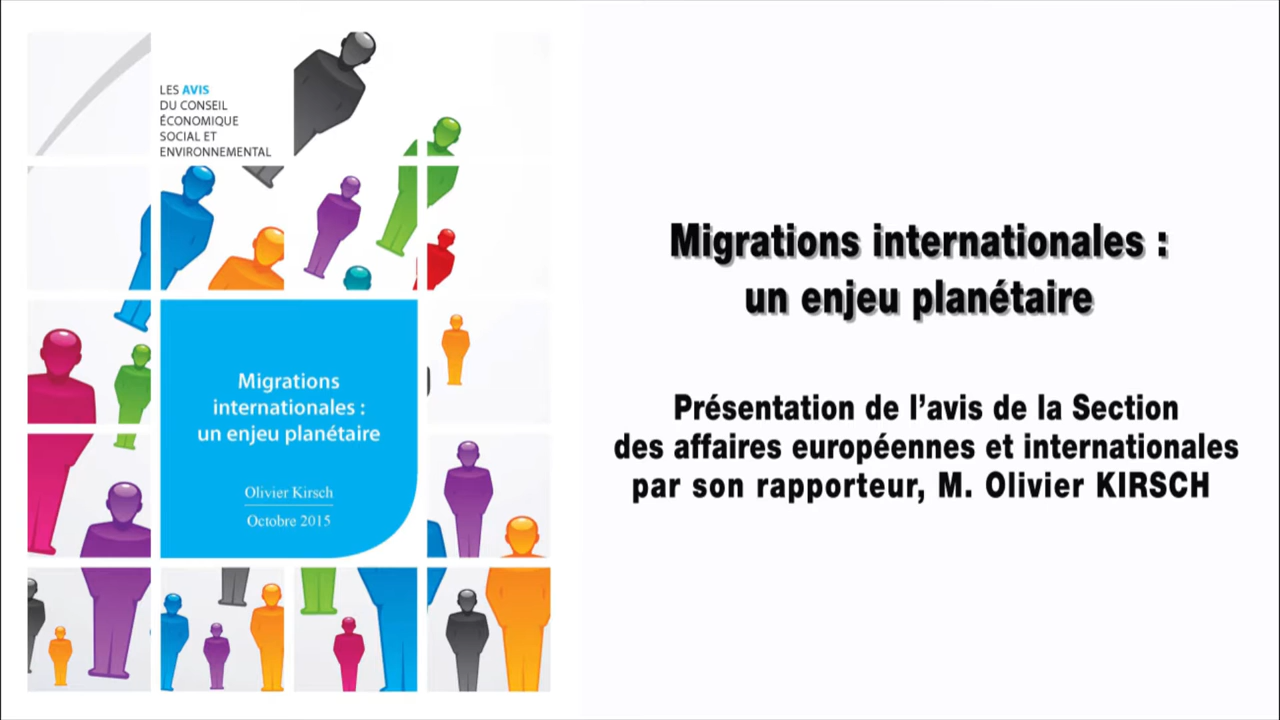 LES AVIS
DU CONSEIL
ÉCONOMIQUE
SOCIAL ET
ENVIRONNEMENTAL
Migrations
internationales :
un enjeu planétaire
Olivier Kirsch
Octobre 2015
Migrations internationales :
un enjeu planétaire
Présentation de l’avis de la Section
des affaires européennes et internationales
par son rapporteur, M. Olivier KIRSCH